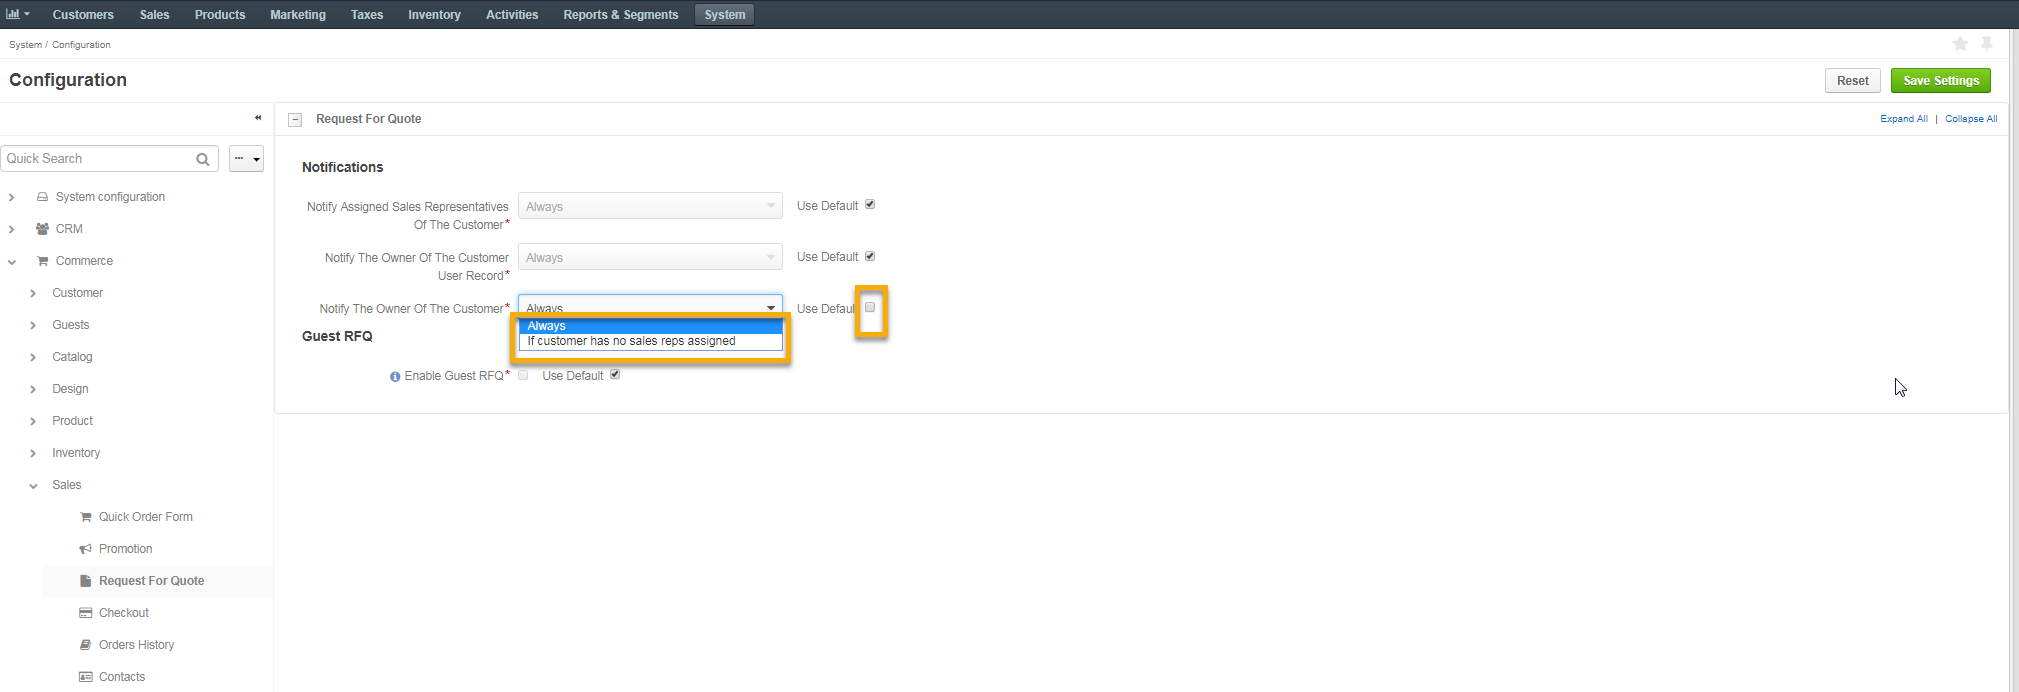 Customers Sales Products Marketing Taxes Inventory Activities Reports & Segments System
System / Configuration
Configuration
Reset Save Settings
Request For Quote
Expand All | Collapse All
Quick Search
...
System configuration
CRM
Commerce
Customer
Guests
Catalog
Design
Product
Inventory
Sales
Quick Order Form
Promotion
Request For Quote
Checkout
Orders History
Contacts
Notifications
Notify Assigned Sales Representatives
Of The Customer*
Always
Use Default
Notify The Owner Of The Customer
User Record*
Always
Use Default
Notify The Owner Of The Customer*
Always
Use Default
Always
If customer has no sales reps assigned
Guest RFQ
Enable Guest RFQ*
Use Default